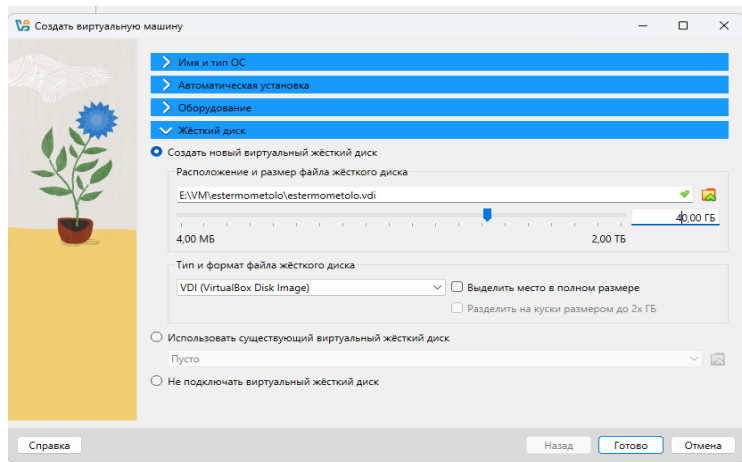 Создать виртуальную машину
Имя и тип ОС
Автоматическая установка
Оборудование
Жёсткий диск
Создать новый виртуальный жёсткий диск
Расположение и размер файла жёсткого диска
E:\VM\estermometolo\estermometolo.vdi
40,00 ГБ
4,00 МБ 2,00 ТБ
Тип и формат файла жёсткого диска
VDI (VirtualBox Disk Image) Выделить место в полном размере
Разделить на куски размером до 2х ГБ
Использовать существующий виртуальный жёсткий диск
Пусто
Не подключать виртуальный жёсткий диск
Справка Назад Готово Отмена